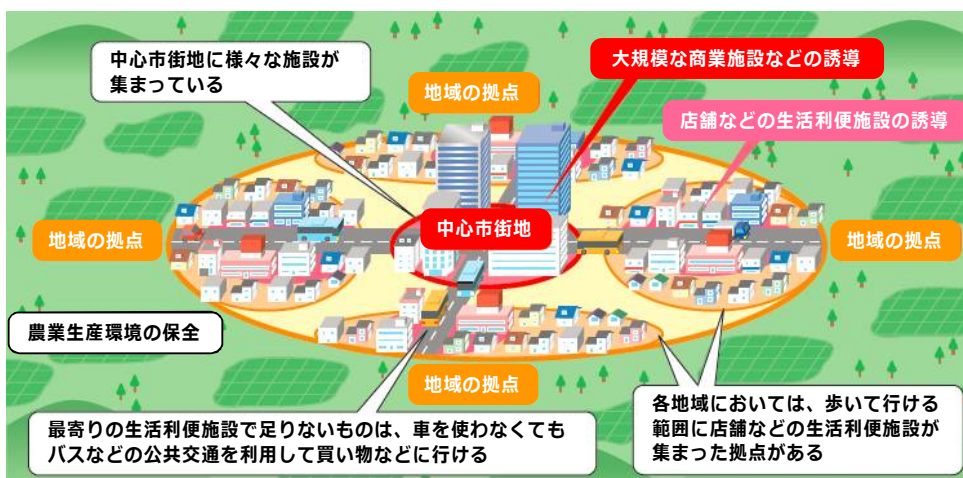 中心市街地に様々な施設が
集まっている
大規模な商業施設などの誘導
地域の拠点
店舗などの生活利便施設の誘導
地域の拠点
中心市街地
地域の拠点
農業生産環境の保全
地域の拠点
最寄りの生活利便施設で足りないものは、車を使わなくても
バスなどの公共交通を利用して買い物などに行ける
各地域においては、歩いて行ける
範囲に店舗などの生活利便施設が
集まった拠点がある